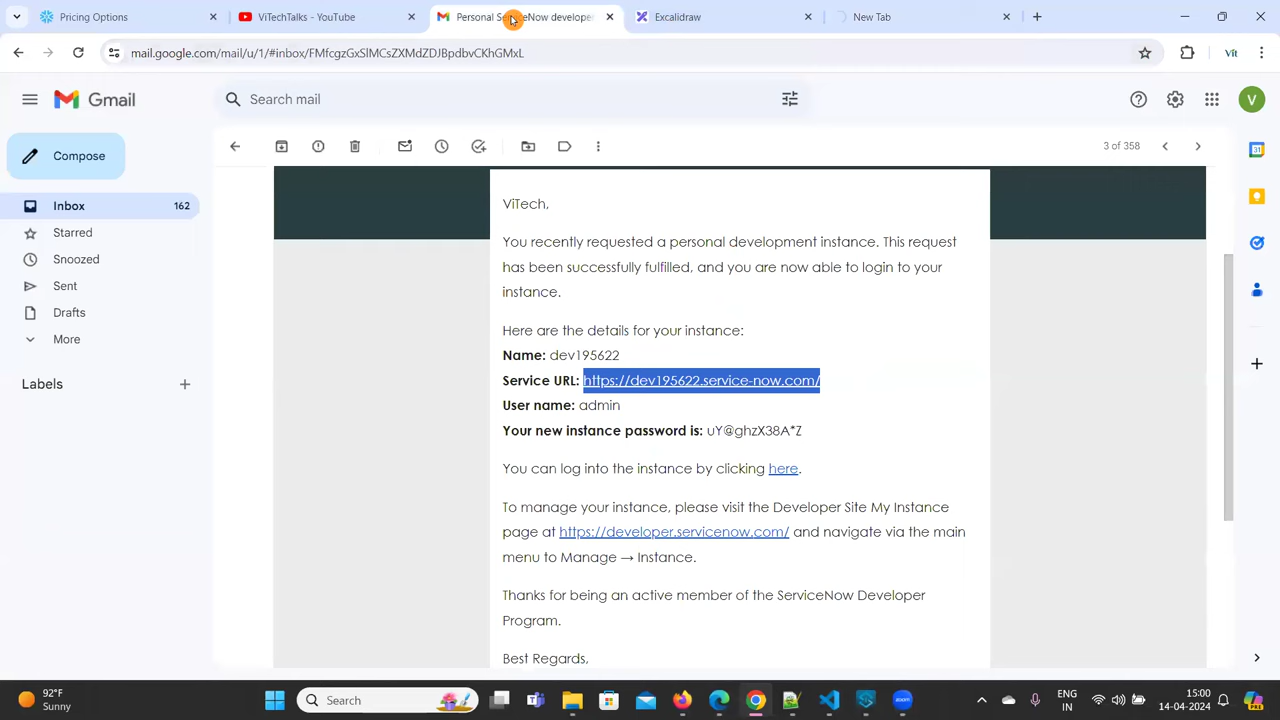 Pricing Options
ViTechTalks - YouTube
Personal ServiceNow develope
Excalidraw
New Tab
mail.google.com/mail/u/1/#inbox/FMfcgzGxSlMCsZXMdZDJBpdbvCKhGMxL
Vit
Gmail
Search mail
V
Compose
3 of 358
Inbox 162
Starred
Snoozed
Sent
Drafts
More
Labels
31
ViTech,
You recently requested a personal development instance. This request
has been successfully fulfilled, and you are now able to login to your
instance.
Here are the details for your instance:
Name: dev195622
Service URL: https://dev195622.service-now.com/
User name: admin
Your new instance password is: uY@ghzX38A*Z
You can log into the instance by clicking here.
To manage your instance, please visit the Developer Site My Instance
page at https://developer.servicenow.com/ and navigate via the main
menu to Manage → Instance.
Thanks for being an active member of the ServiceNow Developer
Program.
Best Regards,
92°F
Sunny
Search
zoom
ENG
IN
15:00
14-04-2024